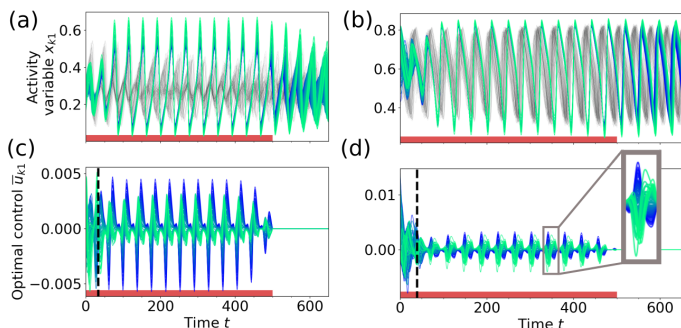 (a)
(b)
Activity
variable x_{k1}
0.6
0.4
0.2
0.8
0.6
0.4
(c)
(d)
Optimal control \overline{u}_{k1}
0.005
0.000
−0.005
0.01
0.00
0 200 400 600
0 200 400 600
Time t
Time t